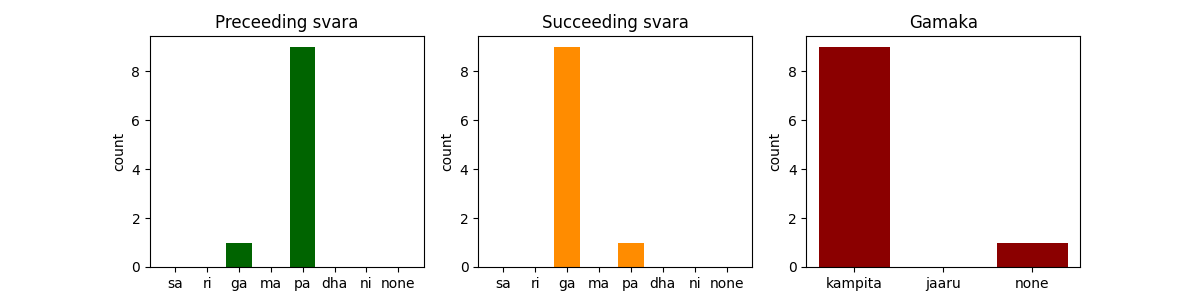 Preceeding svara
count
8
6
4
2
0
sa ri ga ma pa dha ni none
Succeeding svara
count
8
6
4
2
0
sa ri ga ma pa dha ni none
Gamaka
count
8
6
4
2
0
kampita jaaru none